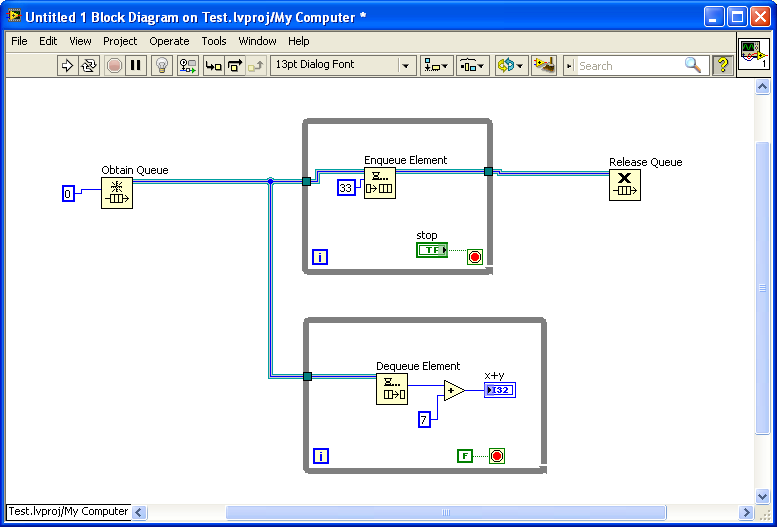 Untitled 1 Block Diagram on Test.lvproj/My Computer *
File Edit View Project Operate Tools Window Help
13pt Dialog Font
Search
?
1
Obtain Queue
0
Enqueue Element
33
stop
TF
i
Release Queue
X
Dequeue Element
x+y
+
I32
7
i
F
Test.lvproj/My Computer